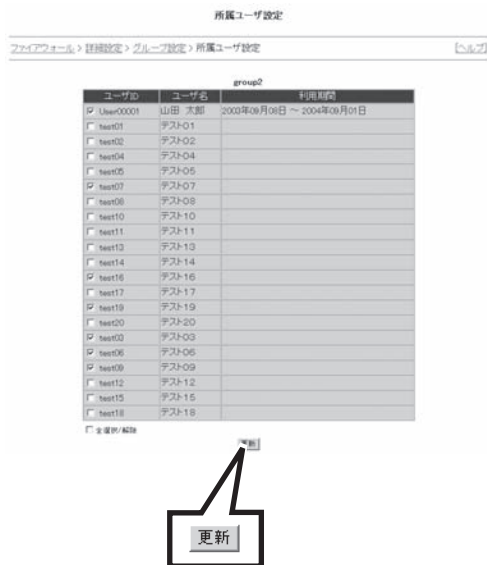 所属ユーザ設定
ファイアウォール > 詳細設定 > グループ設定 > 所属ユーザ設定 [ヘルプ]
group2
ユーザID ユーザ名 利用期間
User00001 山田 太郎 2003年09月08日 ～ 2004年09月01日
test01 テスト01
test02 テスト02
test04 テスト04
test05 テスト05
test07 テスト07
test08 テスト08
test10 テスト10
test11 テスト11
test13 テスト13
test14 テスト14
test16 テスト16
test17 テスト17
test19 テスト19
test20 テスト20
test03 テスト03
test06 テスト06
test09 テスト09
test12 テスト12
test15 テスト15
test18 テスト18
全選択/解除
更新
更新